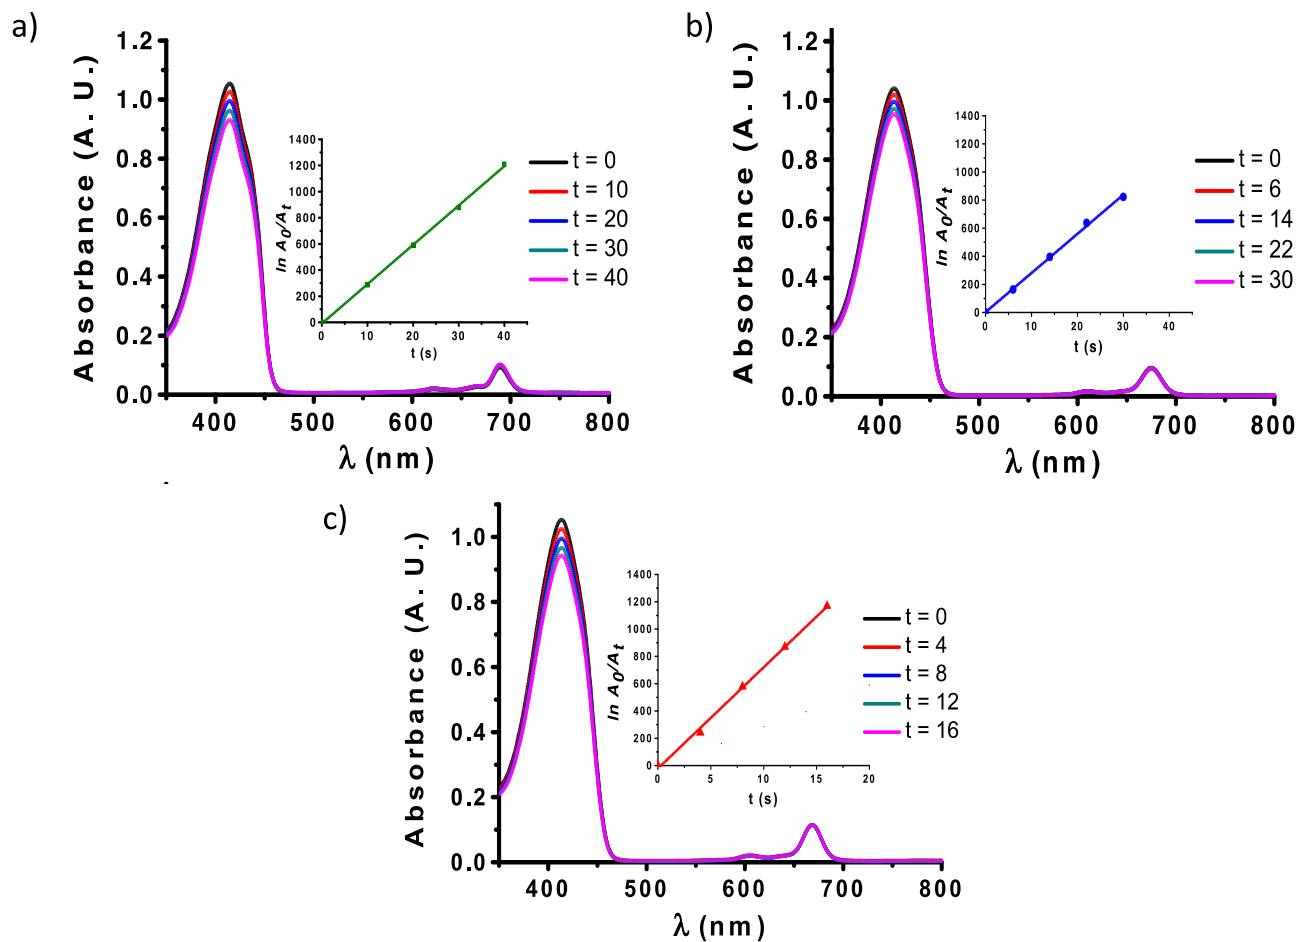 a)
Absorbance (A. U.)
1.2
1.0
0.8
0.6
0.4
0.2
0.0
400 500 600 700 800
λ (nm)
ln A0/At
1400
1200
1000
800
600
400
200
0
0 10 20 30 40
t (s)
t = 0
t = 10
t = 20
t = 30
t = 40
b)
Absorbance (A. U.)
1.2
1.0
0.8
0.6
0.4
0.2
0.0
400 500 600 700 800
λ (nm)
ln A0/At
1400
1200
1000
800
600
400
200
0
0 10 20 30 40
t (s)
t = 0
t = 6
t = 14
t = 22
t = 30
c)
Absorbance (A. U.)
1.0
0.8
0.6
0.4
0.2
0.0
400 500 600 700 800
λ (nm)
ln A0/At
1400
1200
1000
800
600
400
200
0
0 5 10 15 20
t (s)
t = 0
t = 4
t = 8
t = 12
t = 16